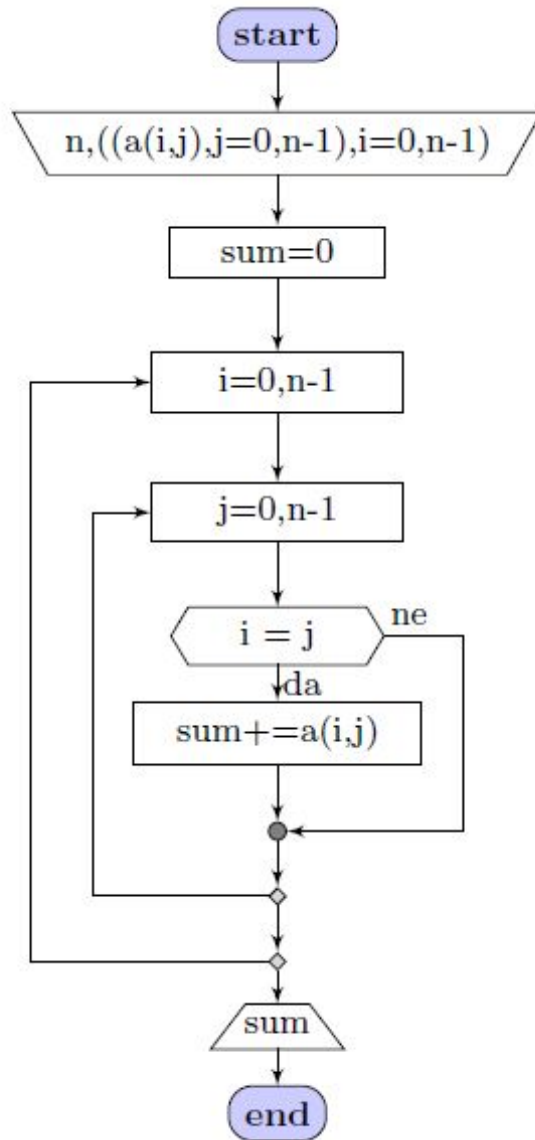 start
n,((a(i,j),j=0,n-1),i=0,n-1)
sum=0
i=0,n-1
j=0,n-1
i = j
ne
da
sum+=a(i,j)
sum
end